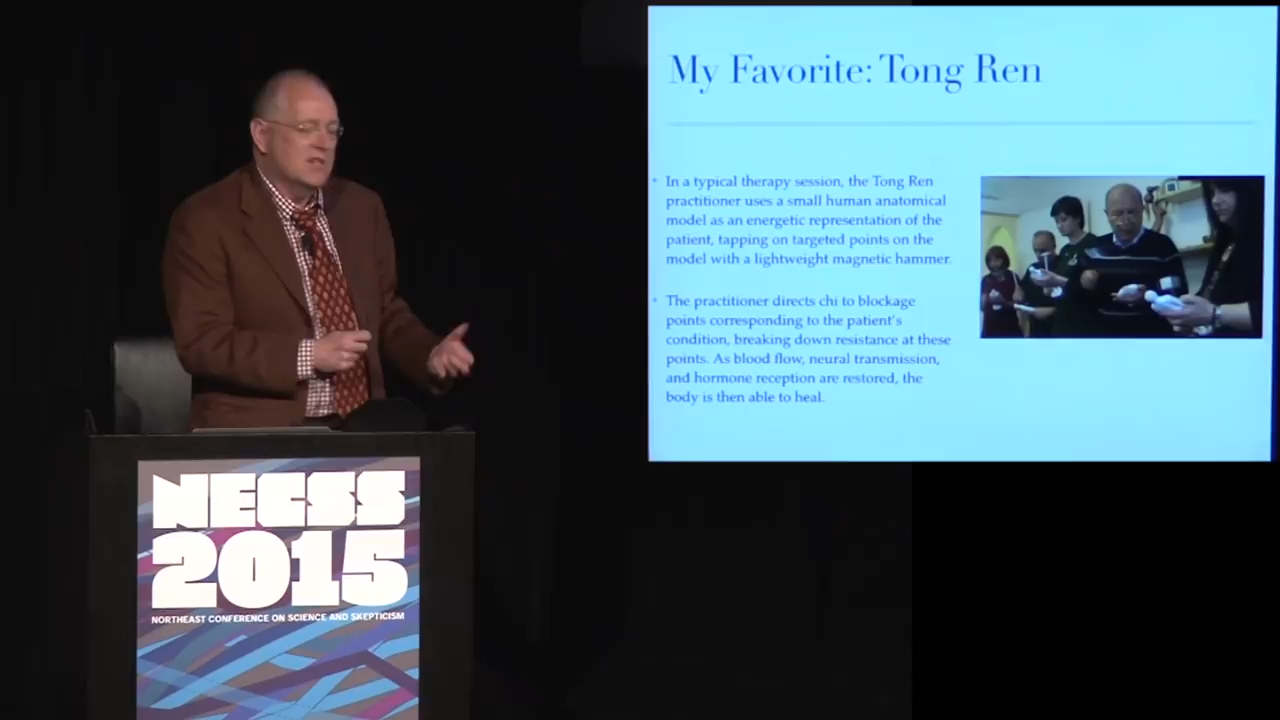 My Favorite: Tong Ren
In a typical therapy session, the Tong Ren
practitioner uses a small human anatomical
model as an energetic representation of the
patient, tapping on targeted points on the
model with a lightweight magnetic hammer.
The practitioner directs chi to blockage
points corresponding to the patient's
condition, breaking down resistance at these
points. As blood flow, neural transmission,
and hormone reception are restored, the
body is then able to heal.
NECSS
2015
NORTHEAST CONFERENCE ON SCIENCE AND SKEPTICISM